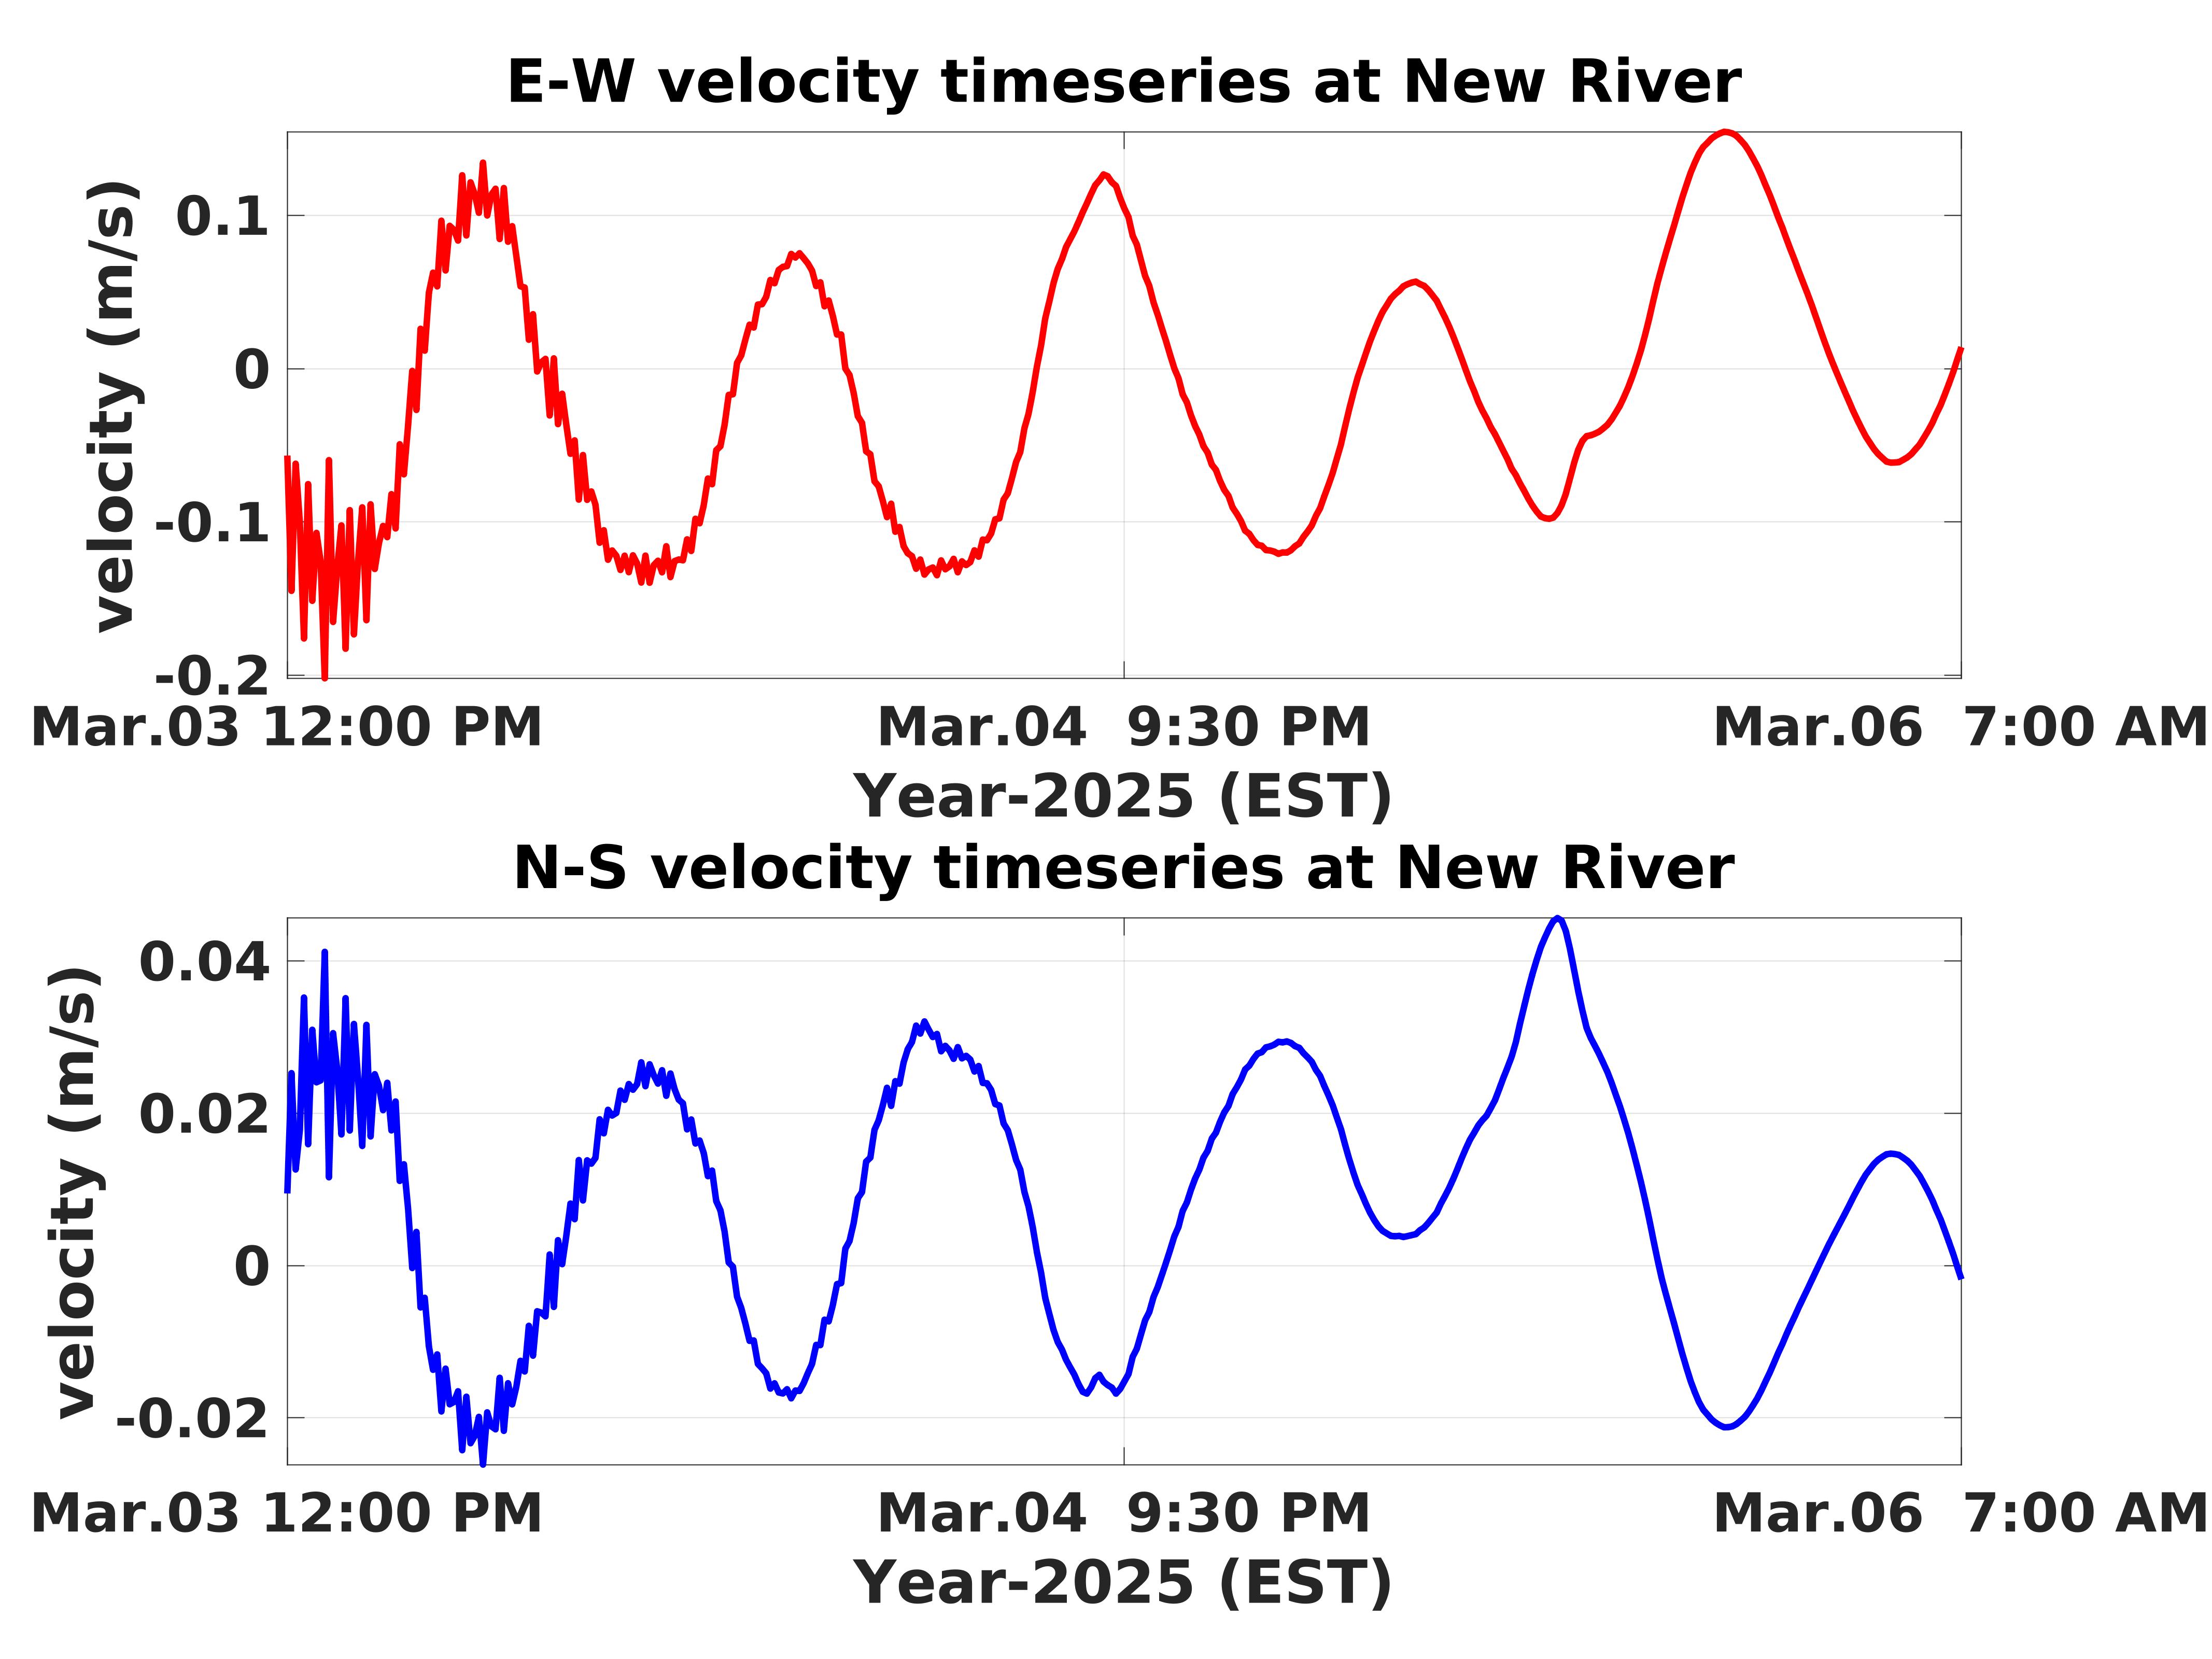 E-W velocity timeseries at New River
velocity (m/s)
0.1
0
-0.1
-0.2
Mar.03 12:00 PM Mar.04  9:30 PM Mar.06  7:00 AM
Year-2025 (EST)
N-S velocity timeseries at New River
velocity (m/s)
0.04
0.02
0
-0.02
Mar.03 12:00 PM Mar.04  9:30 PM Mar.06  7:00 AM
Year-2025 (EST)